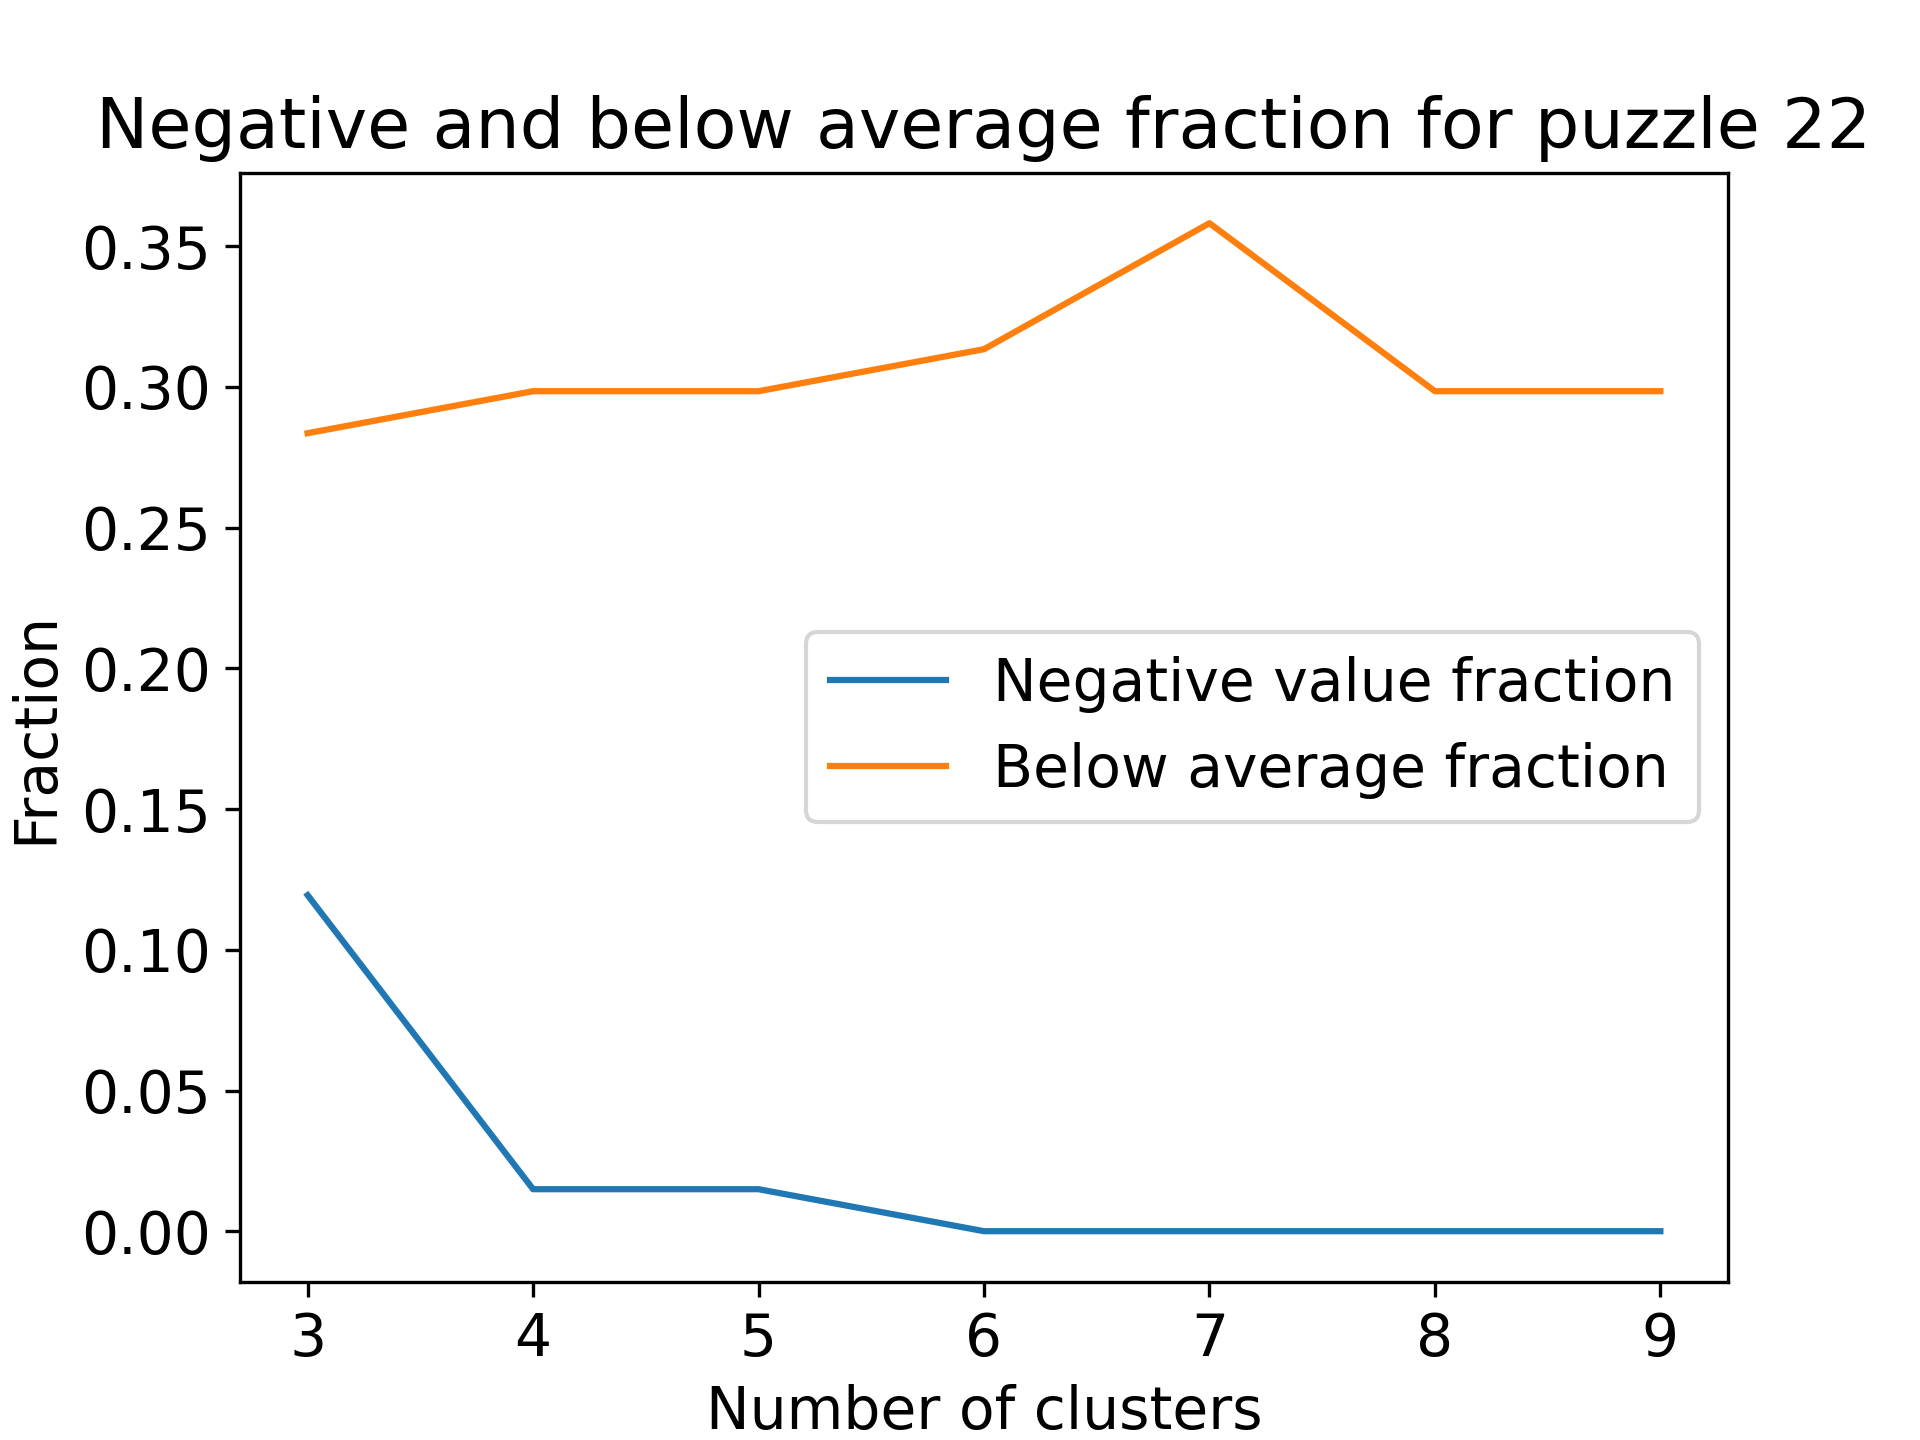 Negative and below average fraction for puzzle 22
0.35
0.30
0.25
0.20
0.15
0.10
0.05
0.00
Fraction
Negative value fraction
Below average fraction
3 4 5 6 7 8 9
Number of clusters